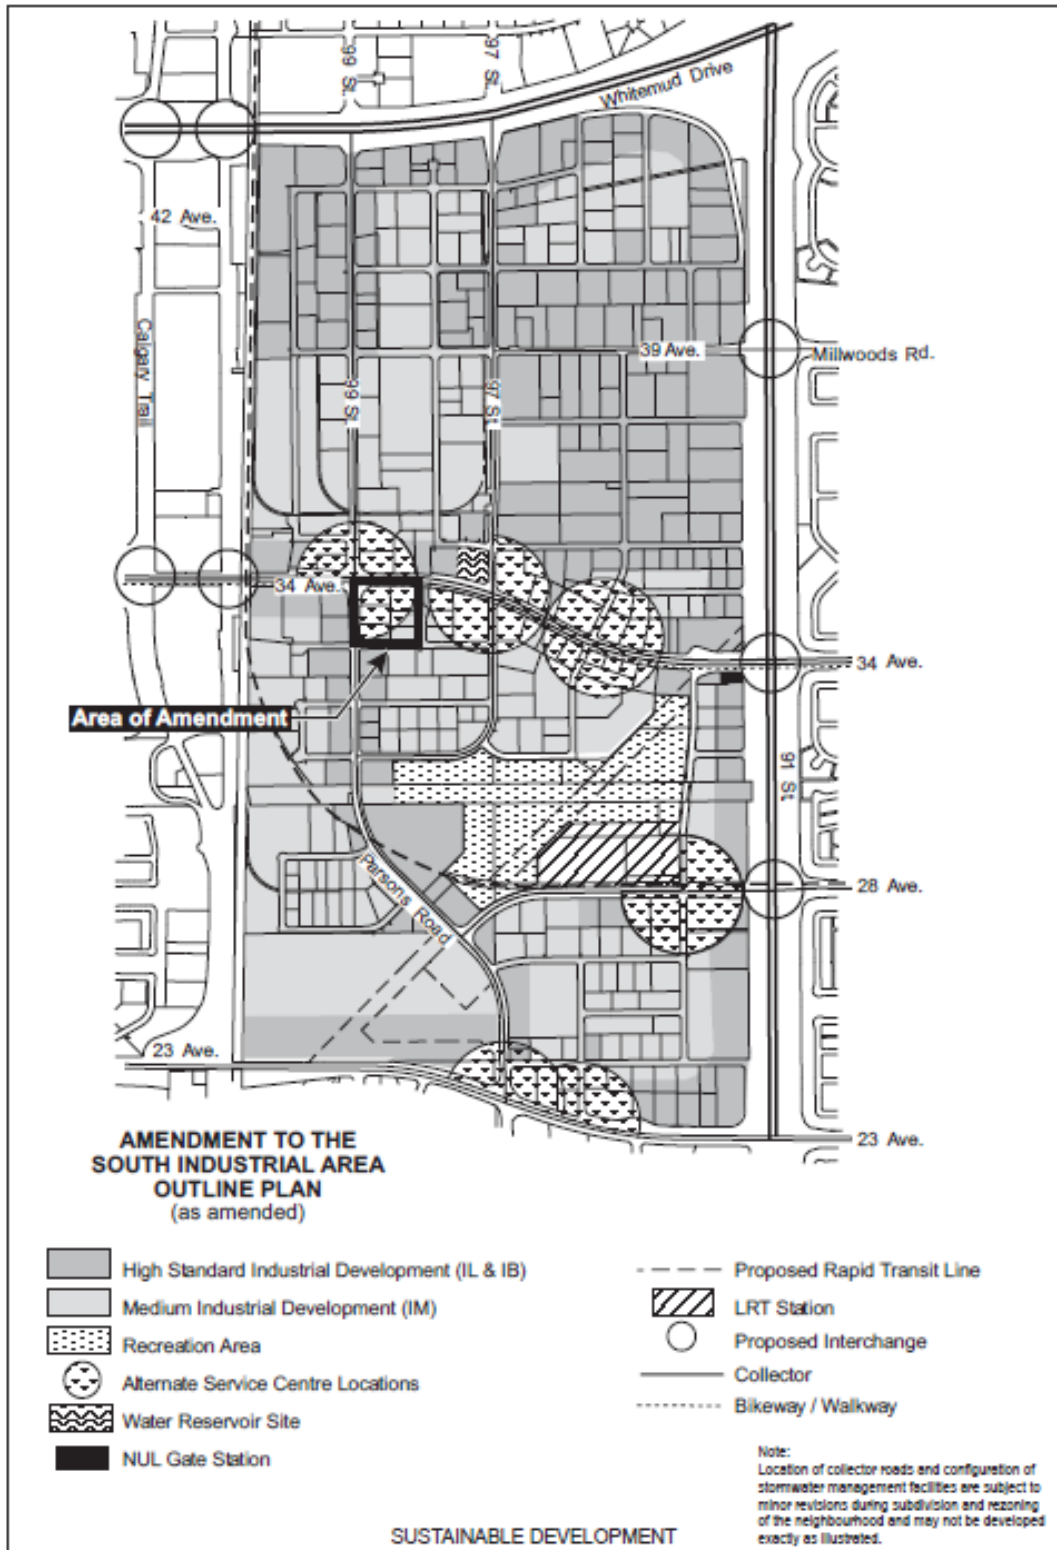 99 St.
97 St.
Whitemud Drive
42 Ave.
Calgary Trail
39 Ave.
Millwoods Rd.
99 St.
97 St.
34 Ave.
34 Ave.
Area of Amendment
91 St.
28 Ave.
Parsons Road
23 Ave.
23 Ave.
AMENDMENT TO THE
SOUTH INDUSTRIAL AREA
OUTLINE PLAN
(as amended)
High Standard Industrial Development (IL & IB)
Medium Industrial Development (IM)
Recreation Area
Alternate Service Centre Locations
Water Reservoir Site
NUL Gate Station
Proposed Rapid Transit Line
LRT Station
Proposed Interchange
Collector
Bikeway / Walkway
Note:
Location of collector roads and configuration of
stormwater management facilities are subject to
minor revisions during subdivision and rezoning
of the neighbourhood and may not be developed
exactly as illustrated.
SUSTAINABLE DEVELOPMENT